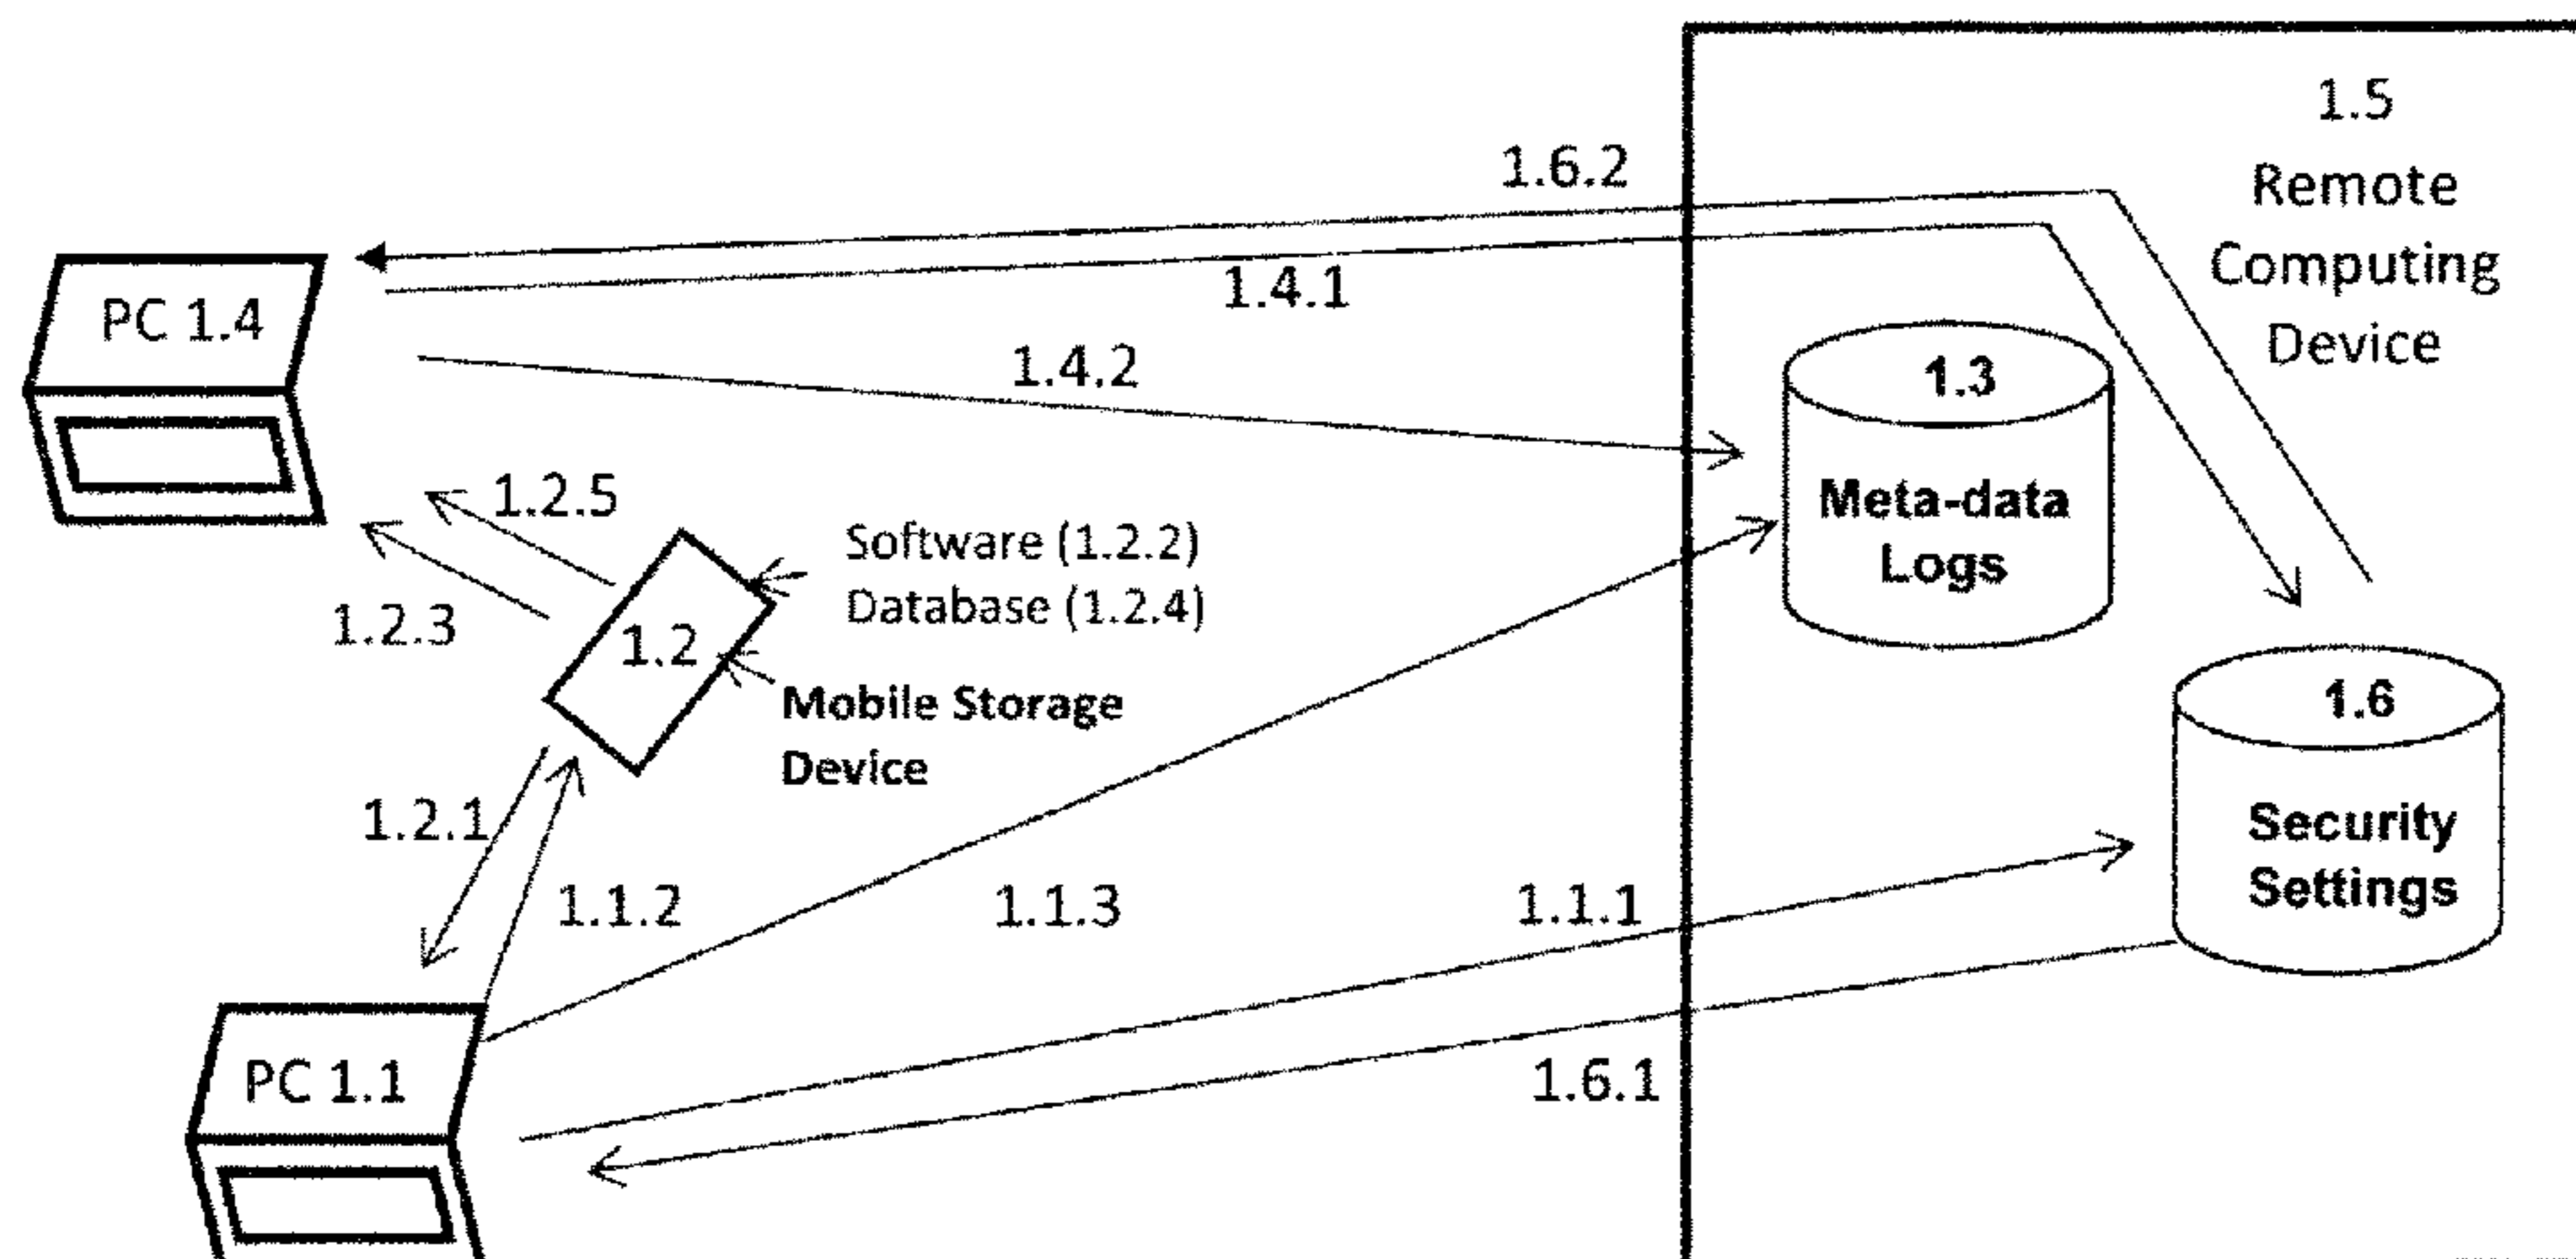 1.5
Remote
Computing
Device
1.6.2
1.4.1
PC 1.4
1.4.2
1.3
Meta-data
Logs
1.2.5
Software (1.2.2)
Database (1.2.4)
1.2.3
1.2
Mobile Storage
Device
1.6
Security
Settings
1.2.1
1.1.2
1.1.3
1.1.1
PC 1.1
1.6.1